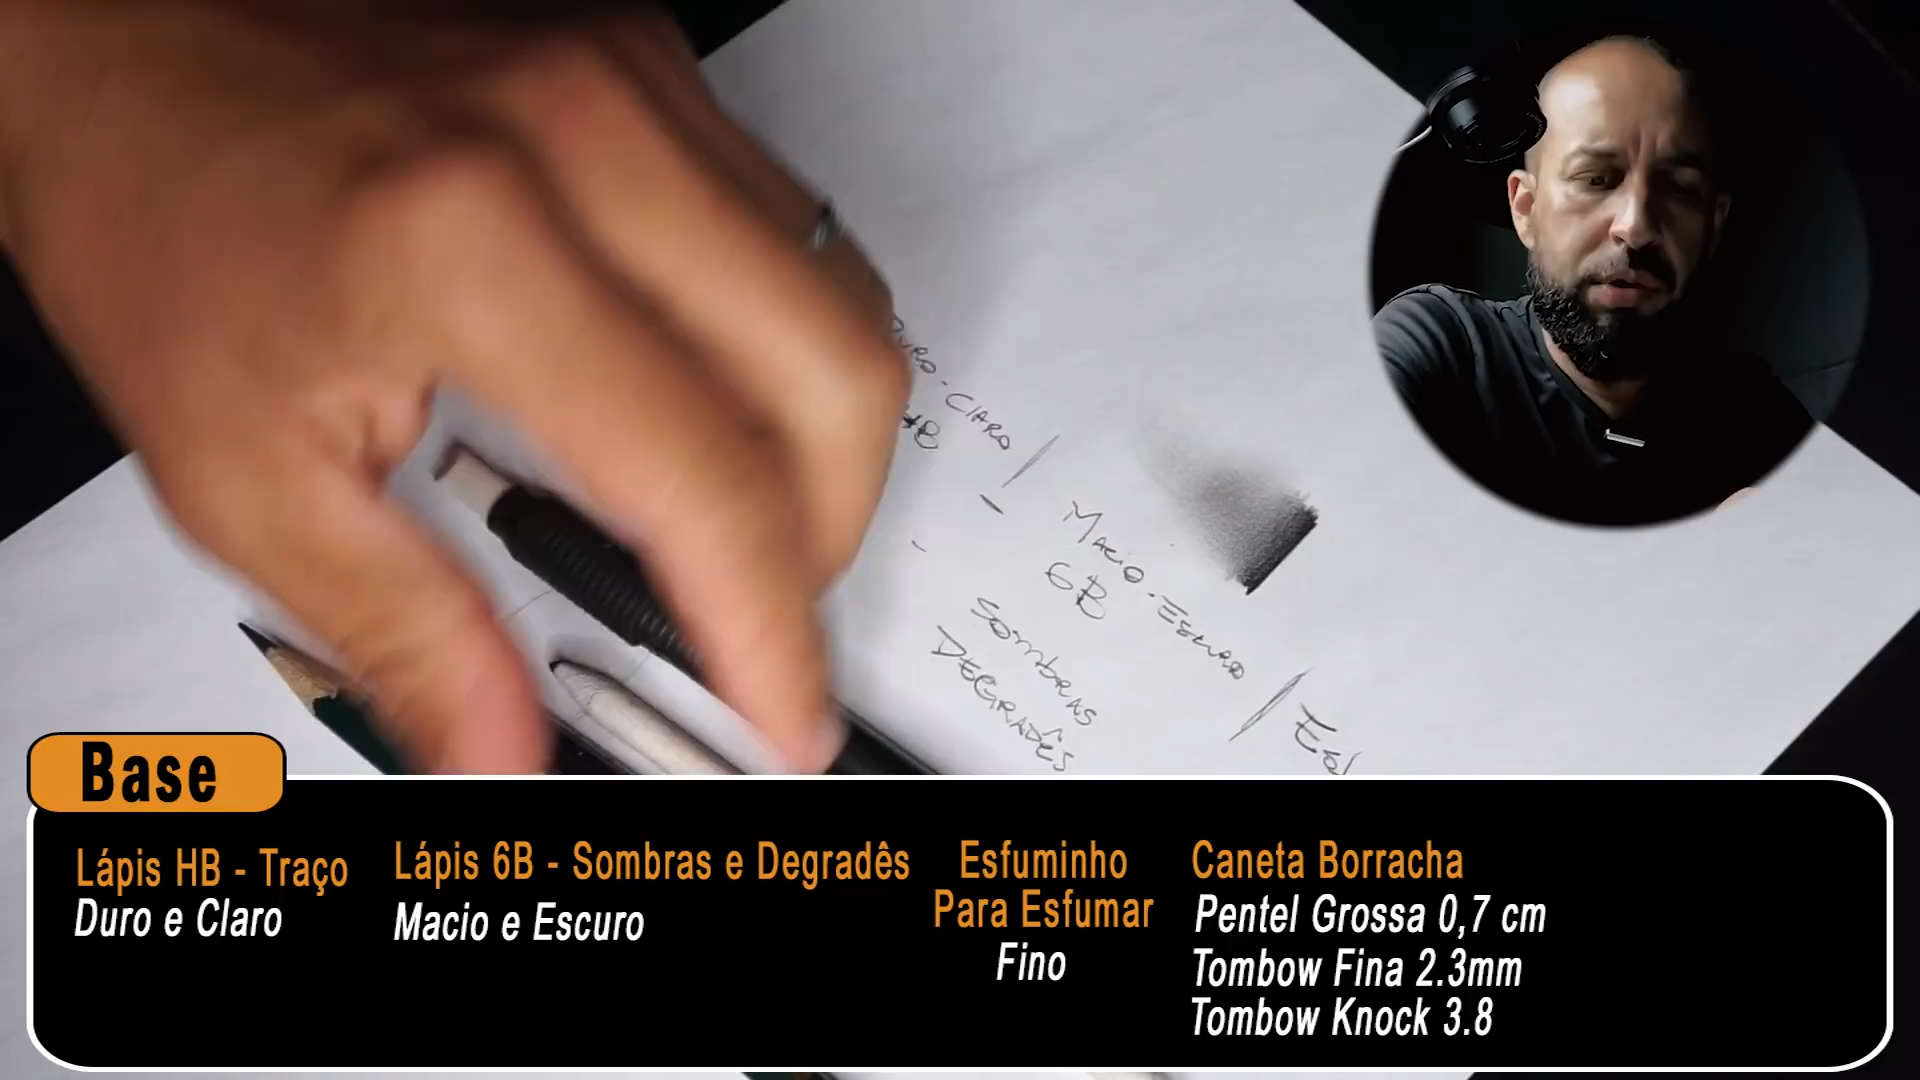 DURO - CLARO
HB
MACIO - ESCURO
6B
SOMBRAS
DEGRADÊS
Base
Lápis HB - Traço
Duro e Claro
Lápis 6B - Sombras e Degradês
Macio e Escuro
Esfuminho
Para Esfumar
Fino
Caneta Borracha
Pentel Grossa 0,7 cm
Tombow Fina 2.3mm
Tombow Knock 3.8